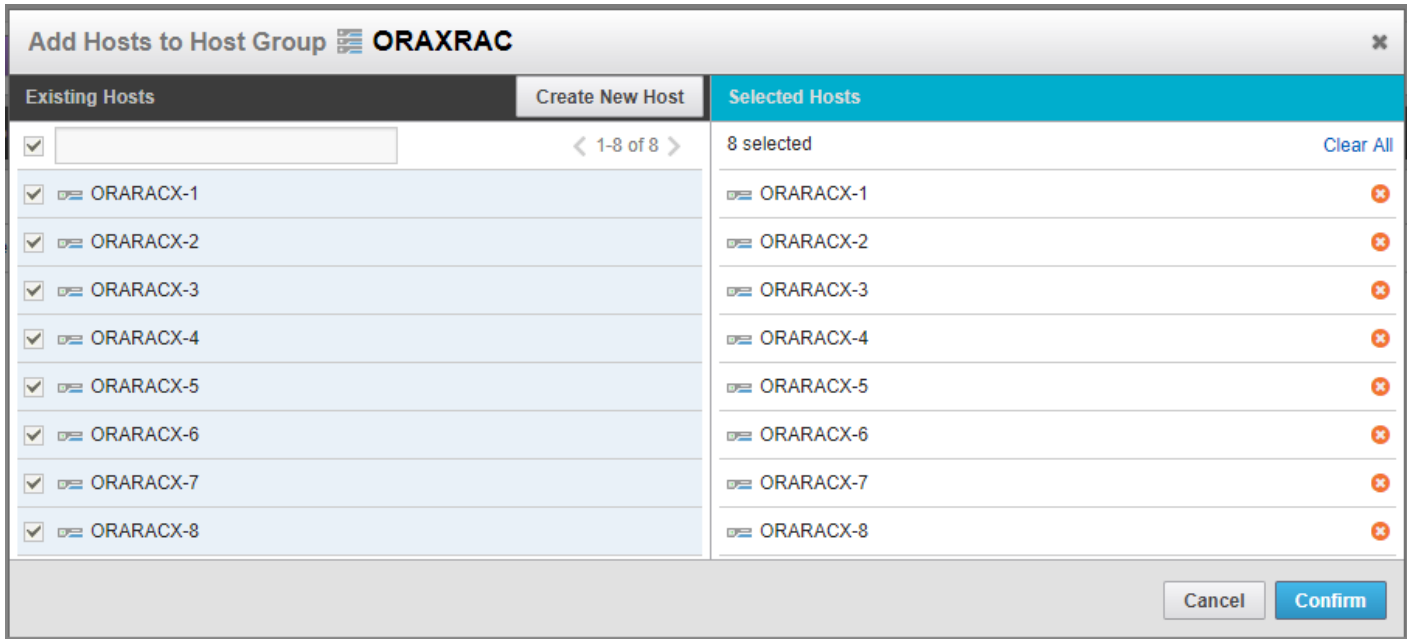 Add Hosts to Host Group ORAXRAC
Existing Hosts
Create New Host
Selected Hosts
1-8 of 8
8 selected
Clear All
ORARACX-1
ORARACX-1
ORARACX-2
ORARACX-2
ORARACX-3
ORARACX-3
ORARACX-4
ORARACX-4
ORARACX-5
ORARACX-5
ORARACX-6
ORARACX-6
ORARACX-7
ORARACX-7
ORARACX-8
ORARACX-8
Cancel
Confirm